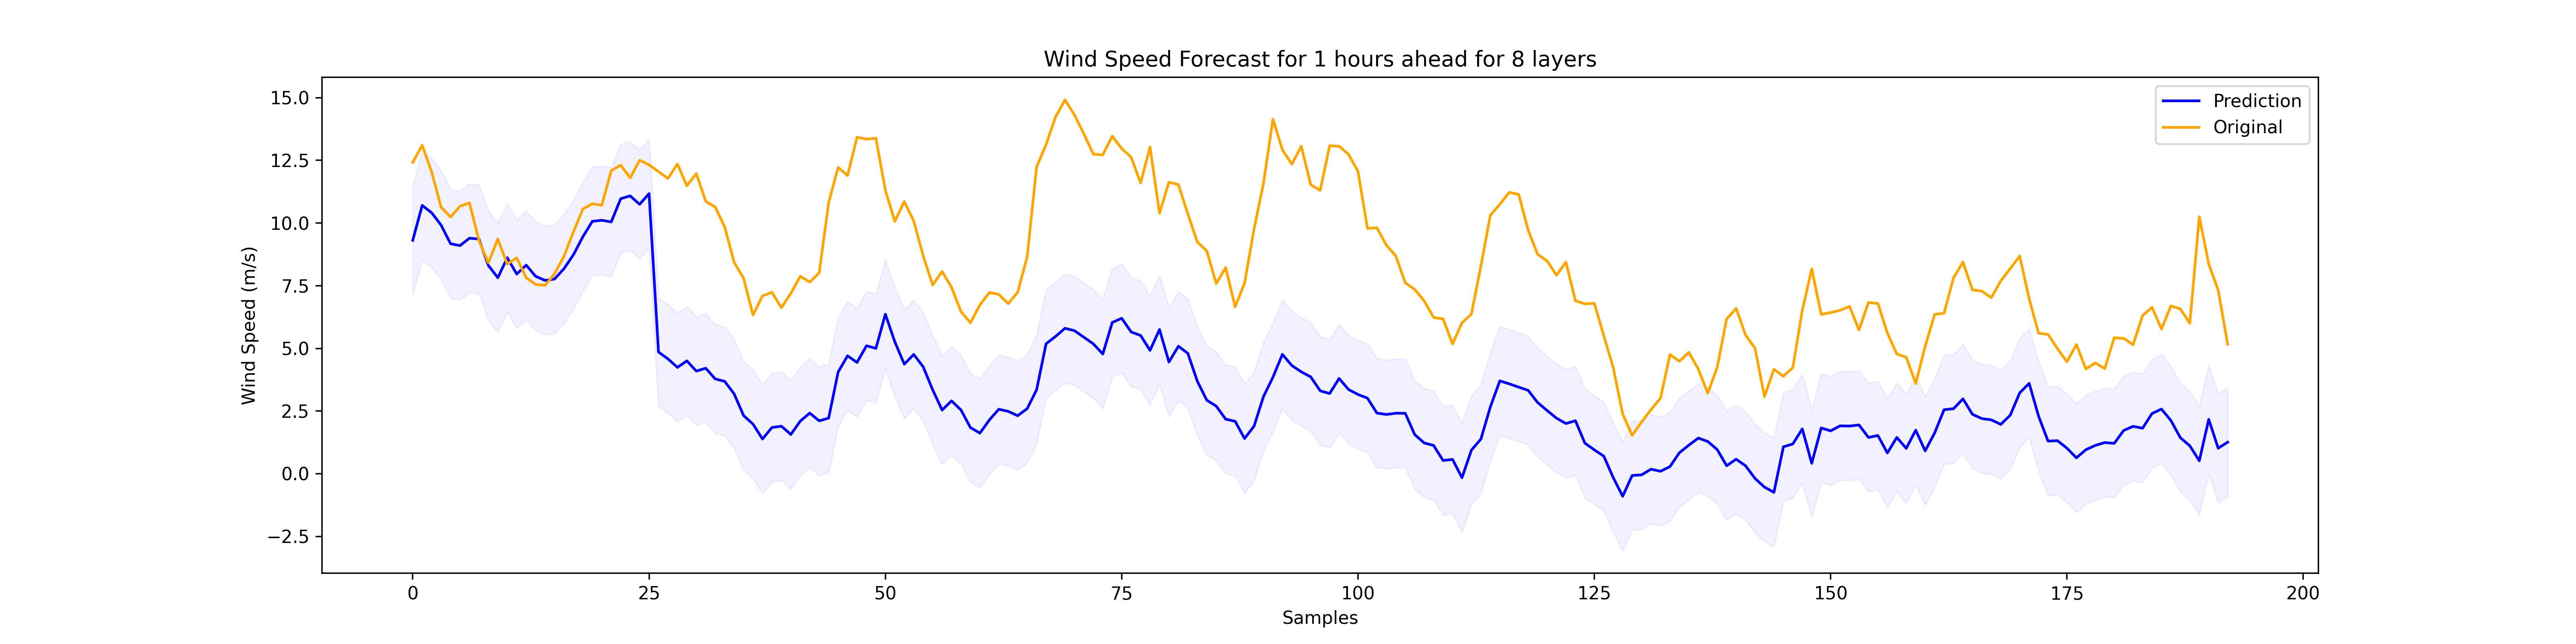 Wind Speed Forecast for 1 hours ahead for 8 layers
Prediction
Original
Wind Speed (m/s)
15.0
12.5
10.0
7.5
5.0
2.5
0.0
−2.5
0 25 50 75 100 125 150 175 200
Samples